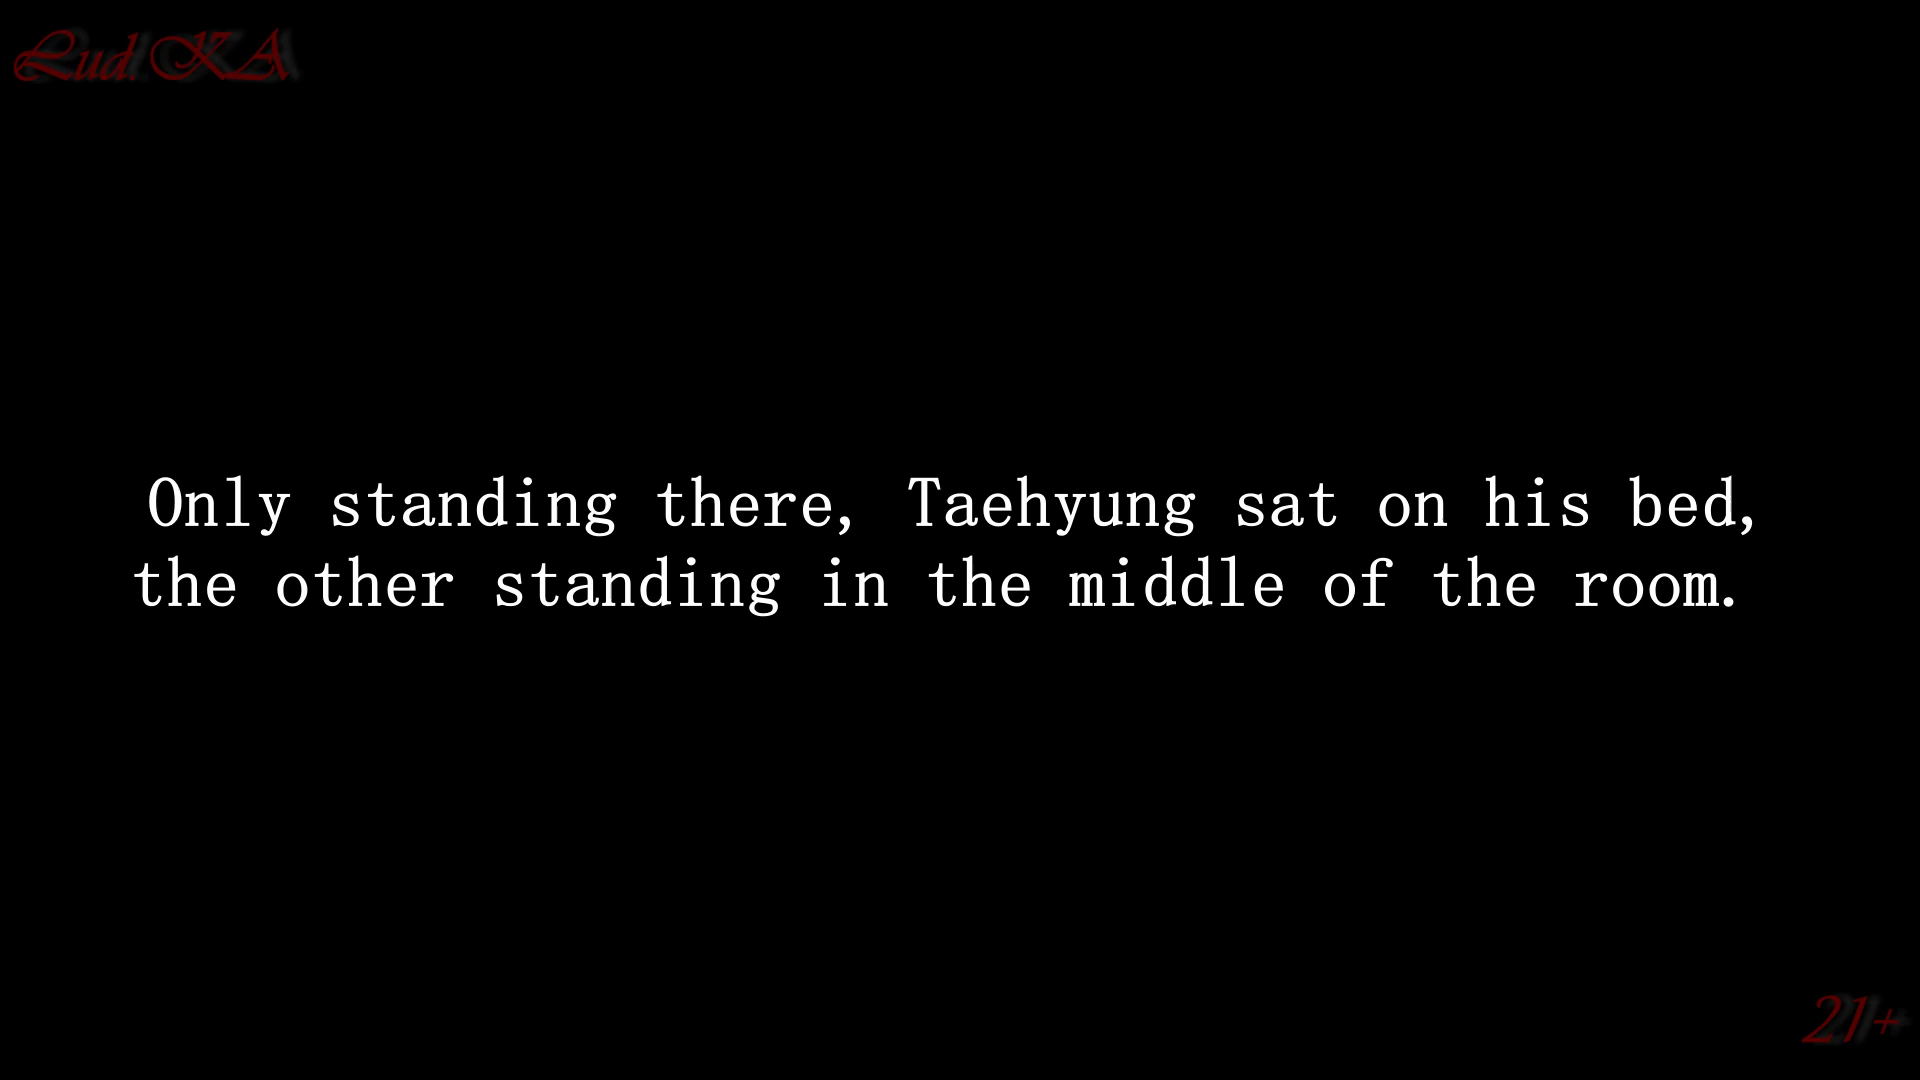 Lud.KA
Only standing there, Taehyung sat on his bed,
the other standing in the middle of the room.
21+